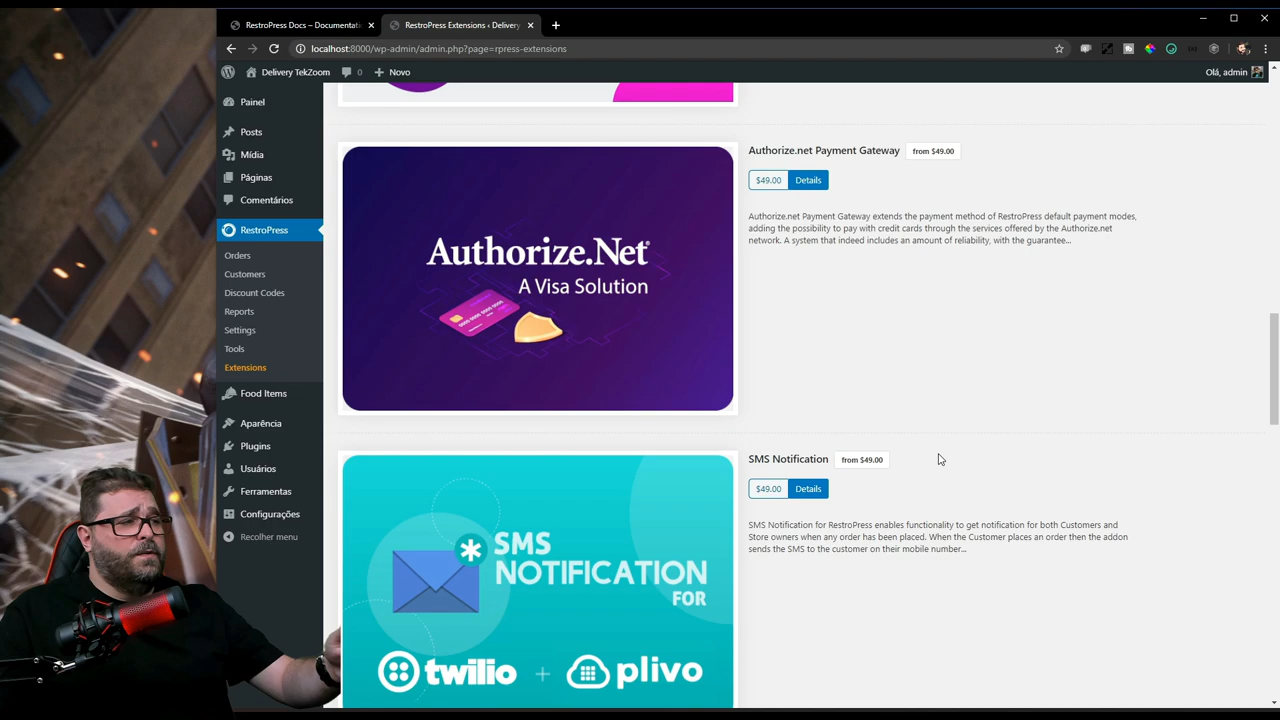 RestroPress Docs – Documentati
RestroPress Extensions ‹ Delivery
localhost:8000/wp-admin/admin.php?page=rpress-extensions
Delivery TekZoom
0
Novo
Olá, admin
Painel
Posts
Mídia
Páginas
Comentários
RestroPress
Orders
Customers
Discount Codes
Reports
Settings
Tools
Extensions
Food Items
Aparência
Plugins
Usuários
Ferramentas
Configurações
Recolher menu
Authorize.Net
A Visa Solution
Authorize.net Payment Gateway
from $49.00
$49.00
Details
Authorize.net Payment Gateway extends the payment method of RestroPress default payment modes,
adding the possibility to pay with credit cards through the services offered by the Authorize.net
network. A system that indeed includes an amount of reliability, with the guarantee...
SMS
NOTIFICATION
FOR
twilio + plivo
SMS Notification
from $49.00
$49.00
Details
SMS Notification for RestroPress enables functionality to get notification for both Customers and
Store owners when any order has been placed. When the Customer places an order then the addon
sends the SMS to the customer on their mobile number...